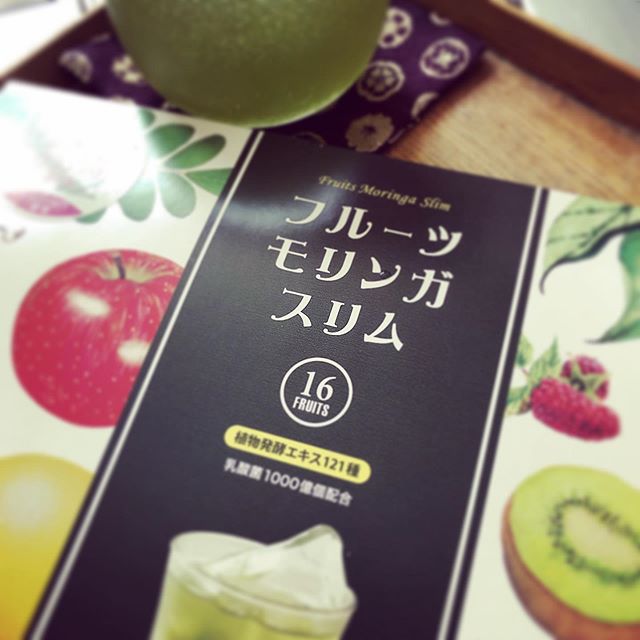 Fruits Moringa Slim
フルーツ
モリンガ
スリム
16
FRUITS
植物発酵エキス121種
乳酸菌1000億個配合